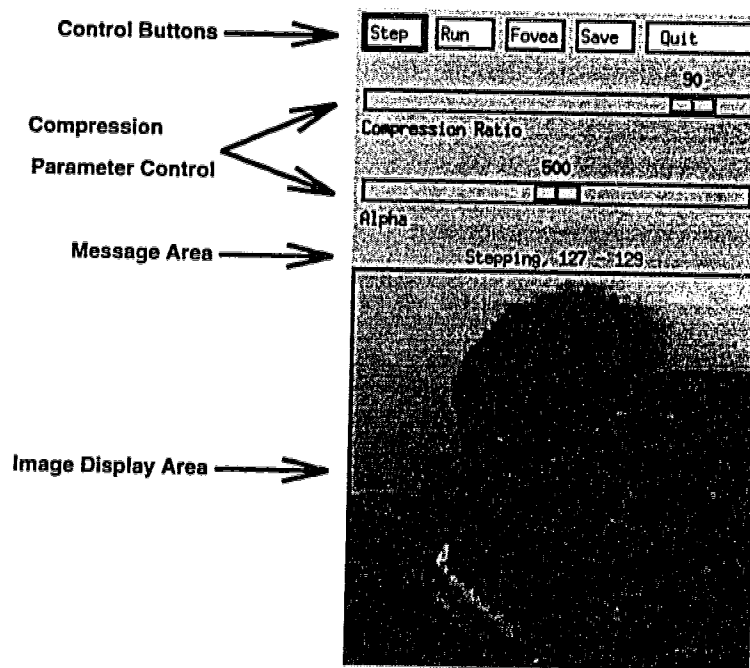 Control Buttons
Step Run Fovea Save Quit
90
Compression Ratio
Compression
Parameter Control
500
Alpha
Message Area
Stepping, 127 - 129
Image Display Area